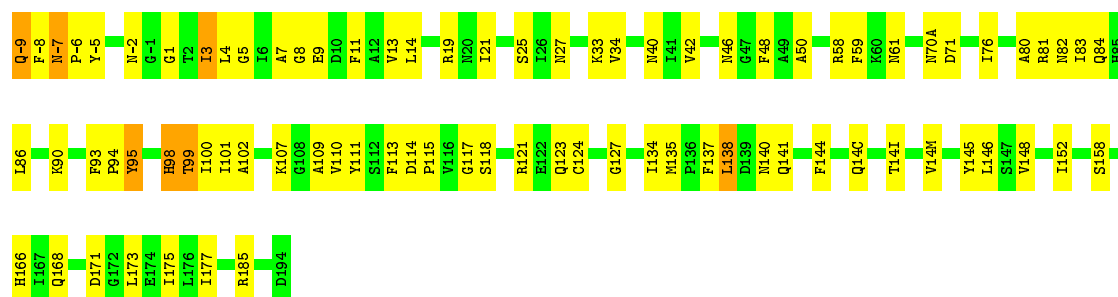 Q-9 F-8 N-7 P-6 Y-5 N-2 G-1 G1 T2 I3 L4 G5 I6 A7 G8 E9 D10 F11 A12 V13 L14 R19 N20 I21 S25 I26 N27 K33 V34 N40 I41 V42 N46 G47 F48 A49 A50 R58 F59 K60 N61 N70A D71 I76 A80 R81 N82 I83 Q84 H85
L86 K90 F93 P94 Y95 H98 T99 I100 I101 A102 K107 G108 A109 V110 Y111 S112 F113 D114 P115 V116 G117 S118 R121 E122 Q123 C124 G127 I134 M135 P136 F137 L138 D139 N140 Q141 F144 Q14C T14I V14M Y145 L146 S147 V148 I152 S158
H166 I167 Q168 D171 G172 L173 E174 I175 L176 I177 R185 D194